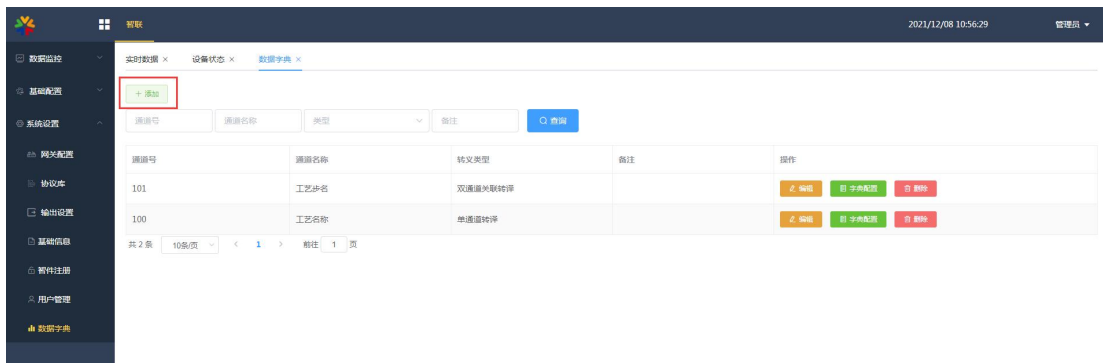 智联
2021/12/08 10:56:29
管理员
数据监控
基础配置
系统设置
网关配置
协议库
输出设置
基础信息
智件注册
用户管理
数据字典
实时数据 × 设备状态 × 数据字典 ×
+ 添加
通道号 通道名称 类型 备注 查询
通道号 通道名称 转义类型 备注 操作
101 工艺步名 双通道关联转译 编辑 字典配置 删除
100 工艺名称 单通道转译 编辑 字典配置 删除
共 2 条 10条/页 < 1 > 前往 1 页